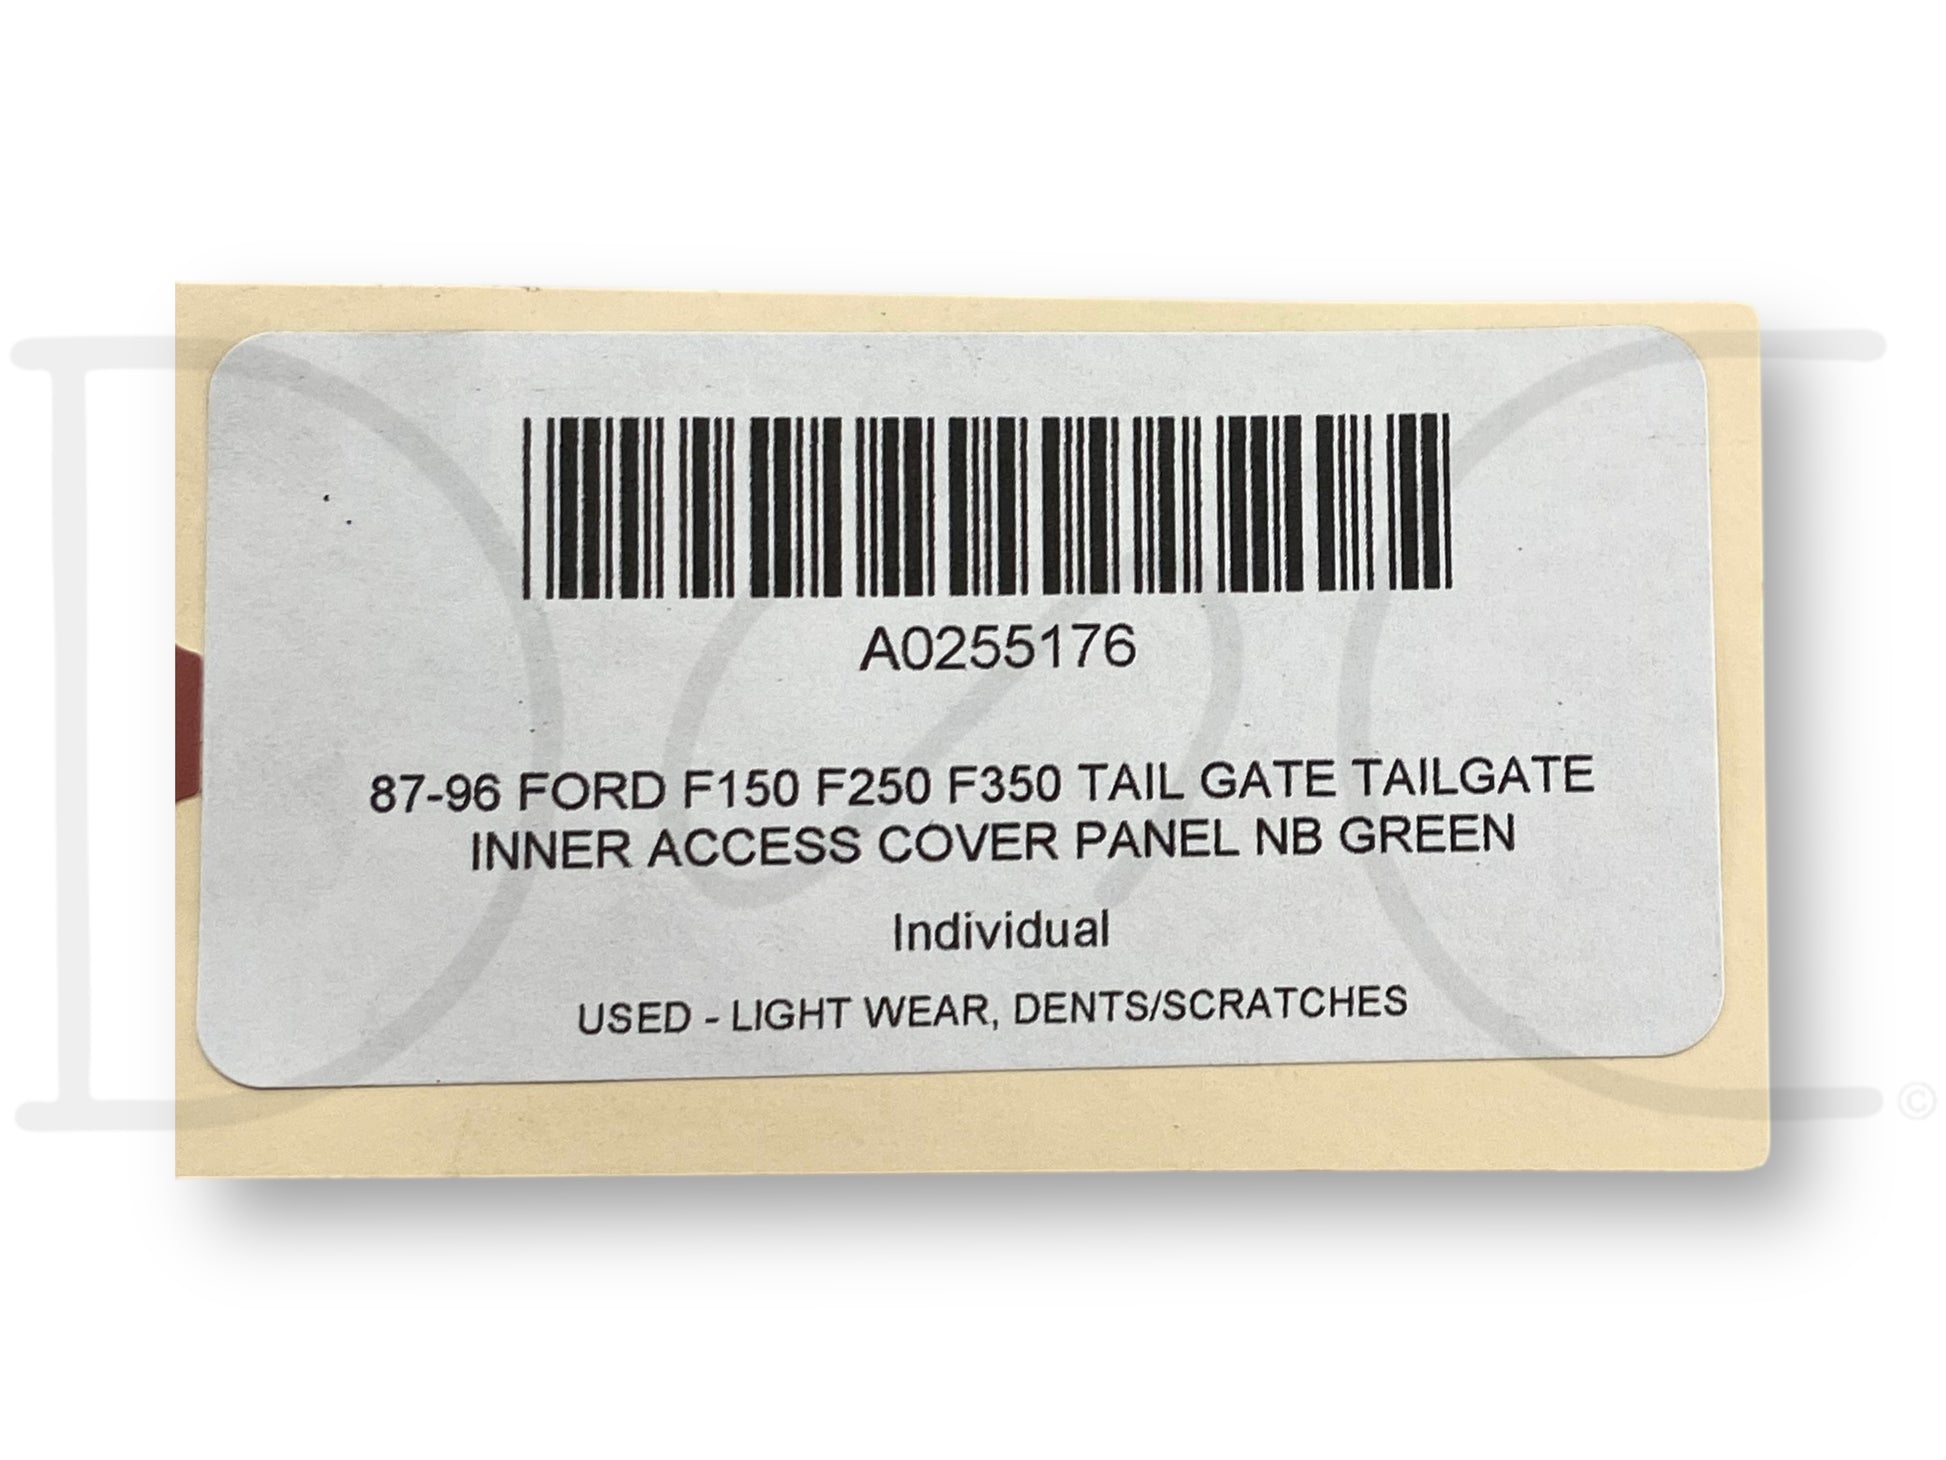 A0255176
87-96 FORD F150 F250 F350 TAIL GATE TAILGATE
INNER ACCESS COVER PANEL NB GREEN
Individual
USED - LIGHT WEAR, DENTS/SCRATCHES
©